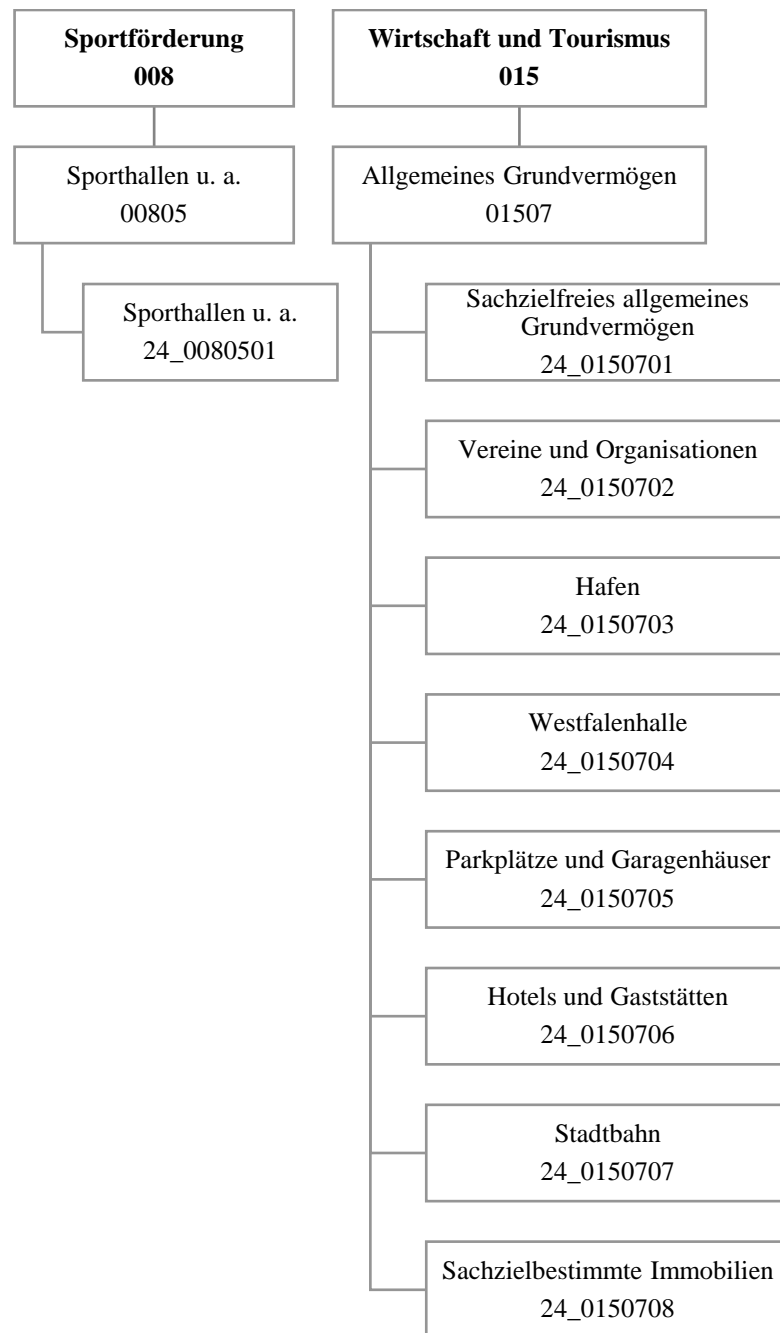 Sportförderung
008
Sporthallen u. a.
00805
Sporthallen u. a.
24_0080501
Wirtschaft und Tourismus
015
Allgemeines Grundvermögen
01507
Sachzielfreies allgemeines
Grundvermögen
24_0150701
Vereine und Organisationen
24_0150702
Hafen
24_0150703
Westfalenhalle
24_0150704
Parkplätze und Garagenhäuser
24_0150705
Hotels und Gaststätten
24_0150706
Stadtbahn
24_0150707
Sachzielbestimmte Immobilien
24_0150708